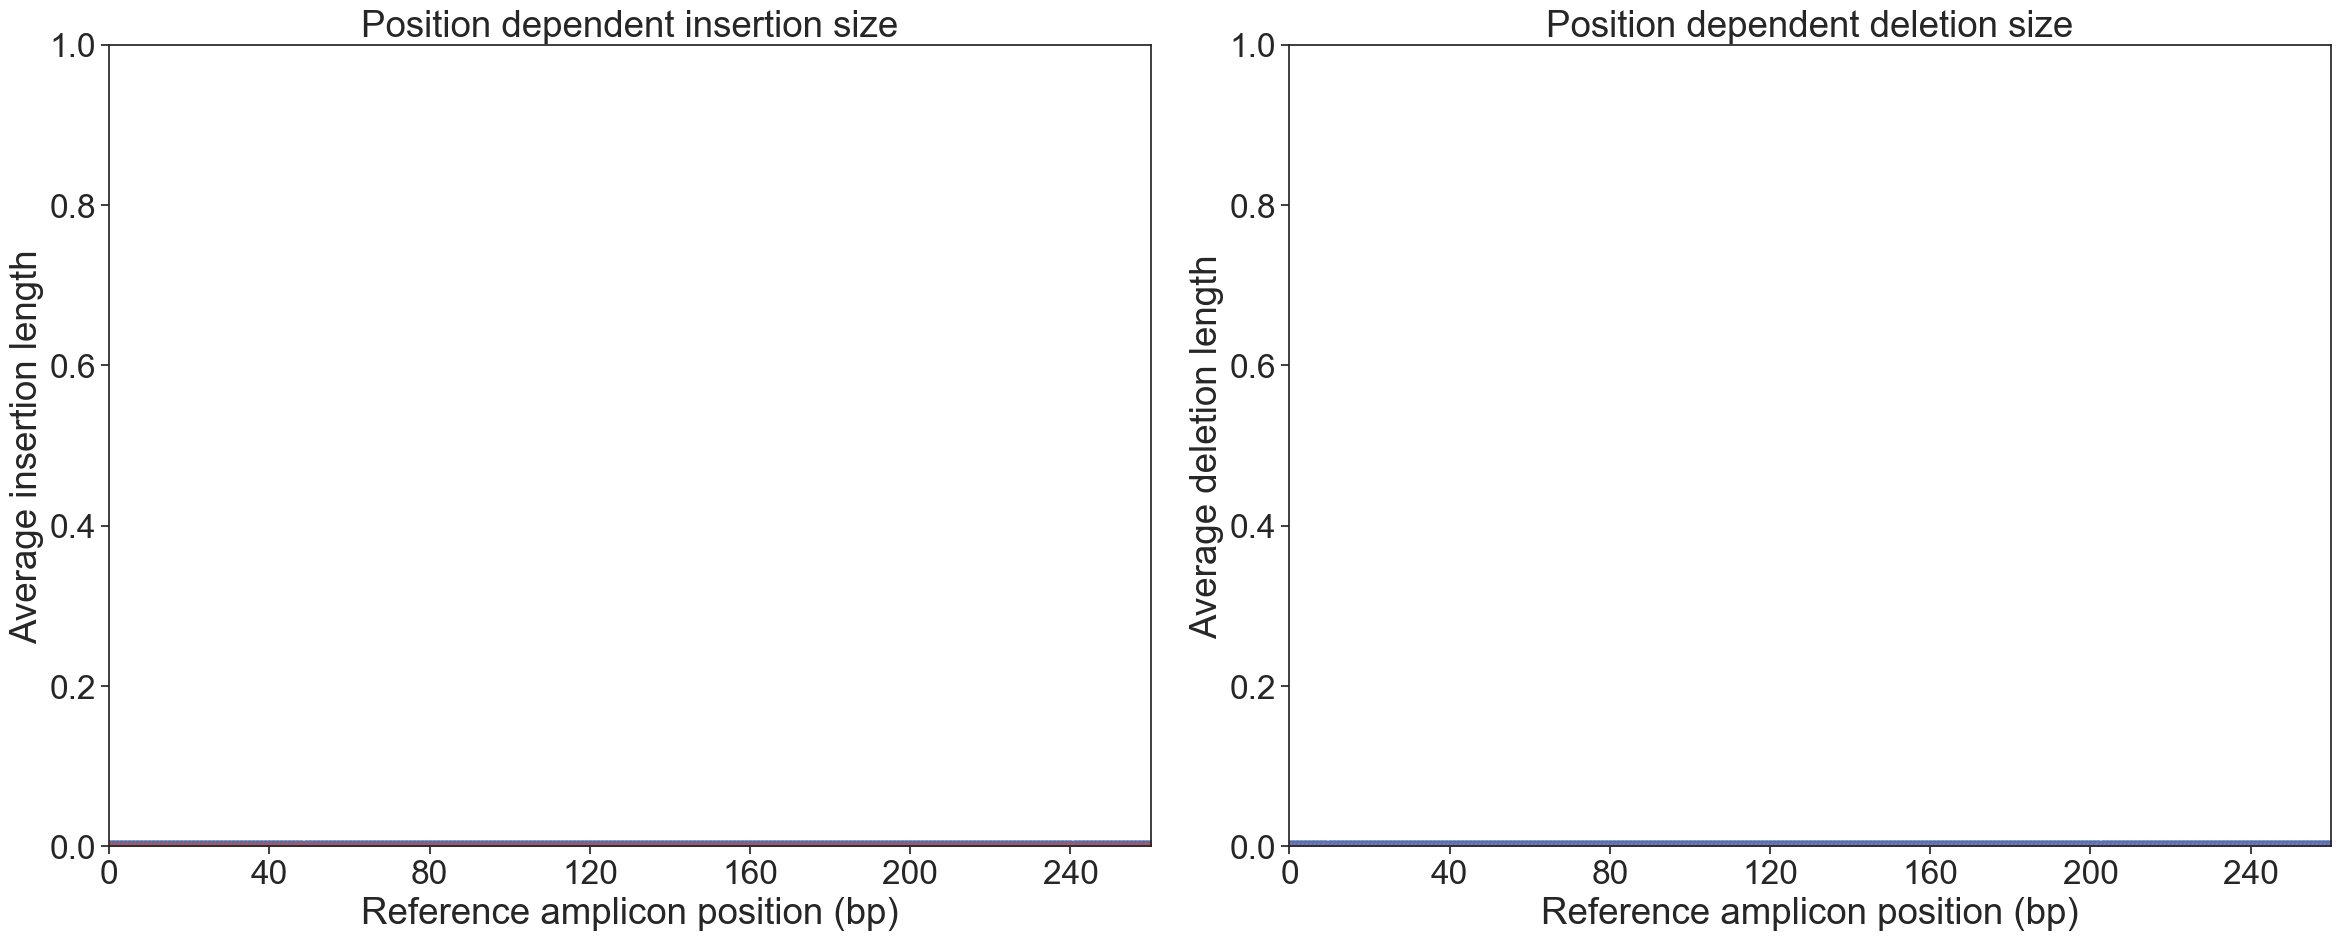 Position dependent insertion size
1.0
0.8
0.6
0.4
0.2
0.0
Average insertion length
0 40 80 120 160 200 240
Reference amplicon position (bp)
Position dependent deletion size
1.0
0.8
0.6
0.4
0.2
0.0
Average deletion length
0 40 80 120 160 200 240
Reference amplicon position (bp)